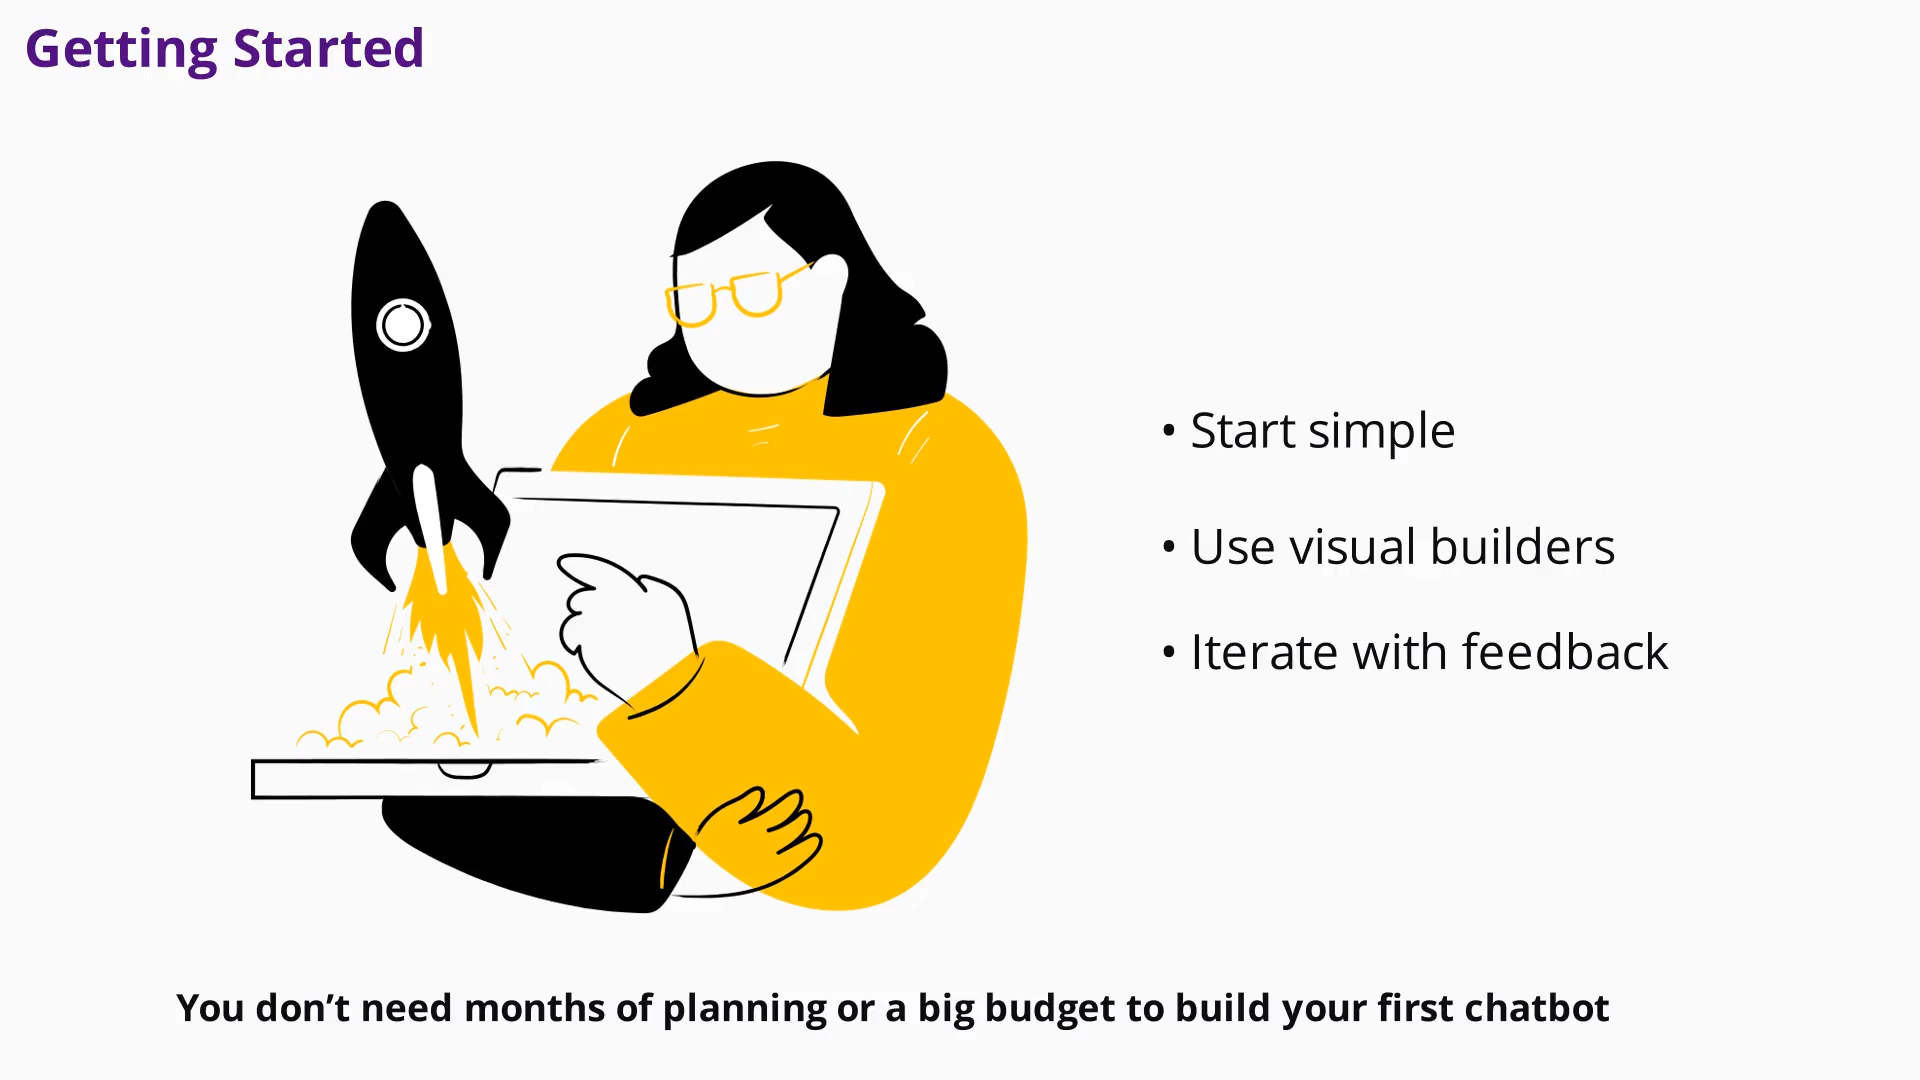 Getting Started
• Start simple
• Use visual builders
• Iterate with feedback
You don’t need months of planning or a big budget to build your first chatbot